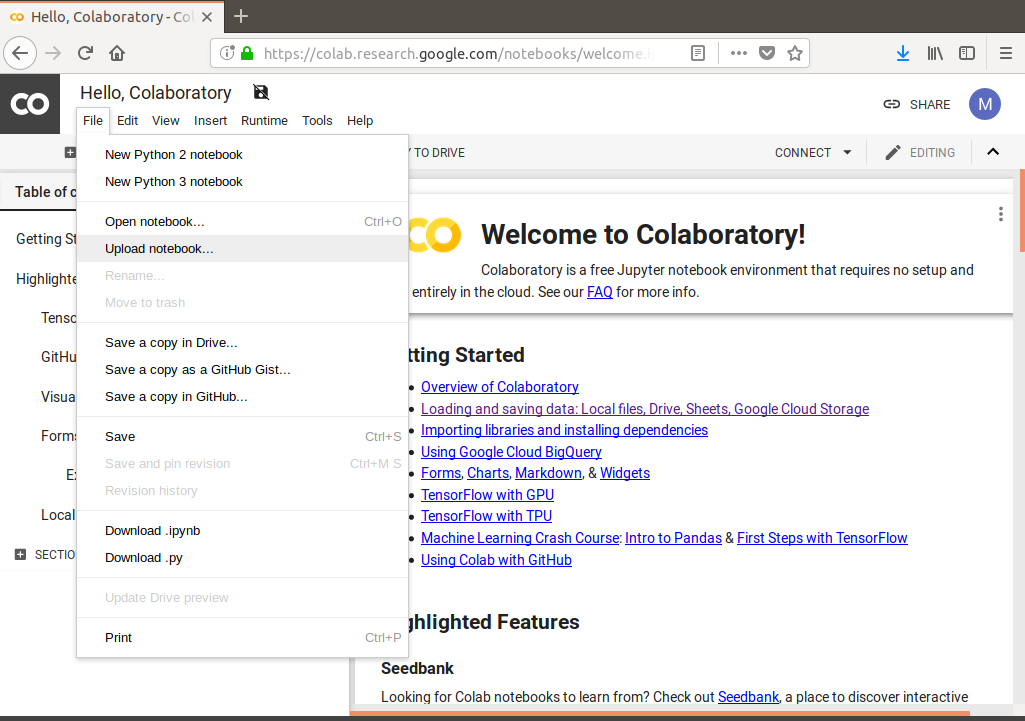 Hello, Colaboratory - Col
https://colab.research.google.com/notebooks/welcome.i
CO
Hello, Colaboratory
SHARE
M
File Edit View Insert Runtime Tools Help
TO DRIVE
CONNECT
EDITING
New Python 2 notebook
New Python 3 notebook
Open notebook... Ctrl+O
Upload notebook...
Rename...
Move to trash
Save a copy in Drive...
Save a copy as a GitHub Gist...
Save a copy in GitHub...
Save Ctrl+S
Save and pin revision Ctrl+M S
Revision history
Download .ipynb
Download .py
Update Drive preview
Print Ctrl+P
Table of c
Getting St
Highlighte
Tenso
GitHu
Visua
Forms
Ex
Local
SECTIO
CO
Welcome to Colaboratory!
Colaboratory is a free Jupyter notebook environment that requires no setup and
entirely in the cloud. See our FAQ for more info.
tting Started
Overview of Colaboratory
Loading and saving data: Local files, Drive, Sheets, Google Cloud Storage
Importing libraries and installing dependencies
Using Google Cloud BigQuery
Forms, Charts, Markdown, & Widgets
TensorFlow with GPU
TensorFlow with TPU
Machine Learning Crash Course: Intro to Pandas & First Steps with TensorFlow
Using Colab with GitHub
ghlighted Features
Seedbank
Looking for Colab notebooks to learn from? Check out Seedbank, a place to discover interactive